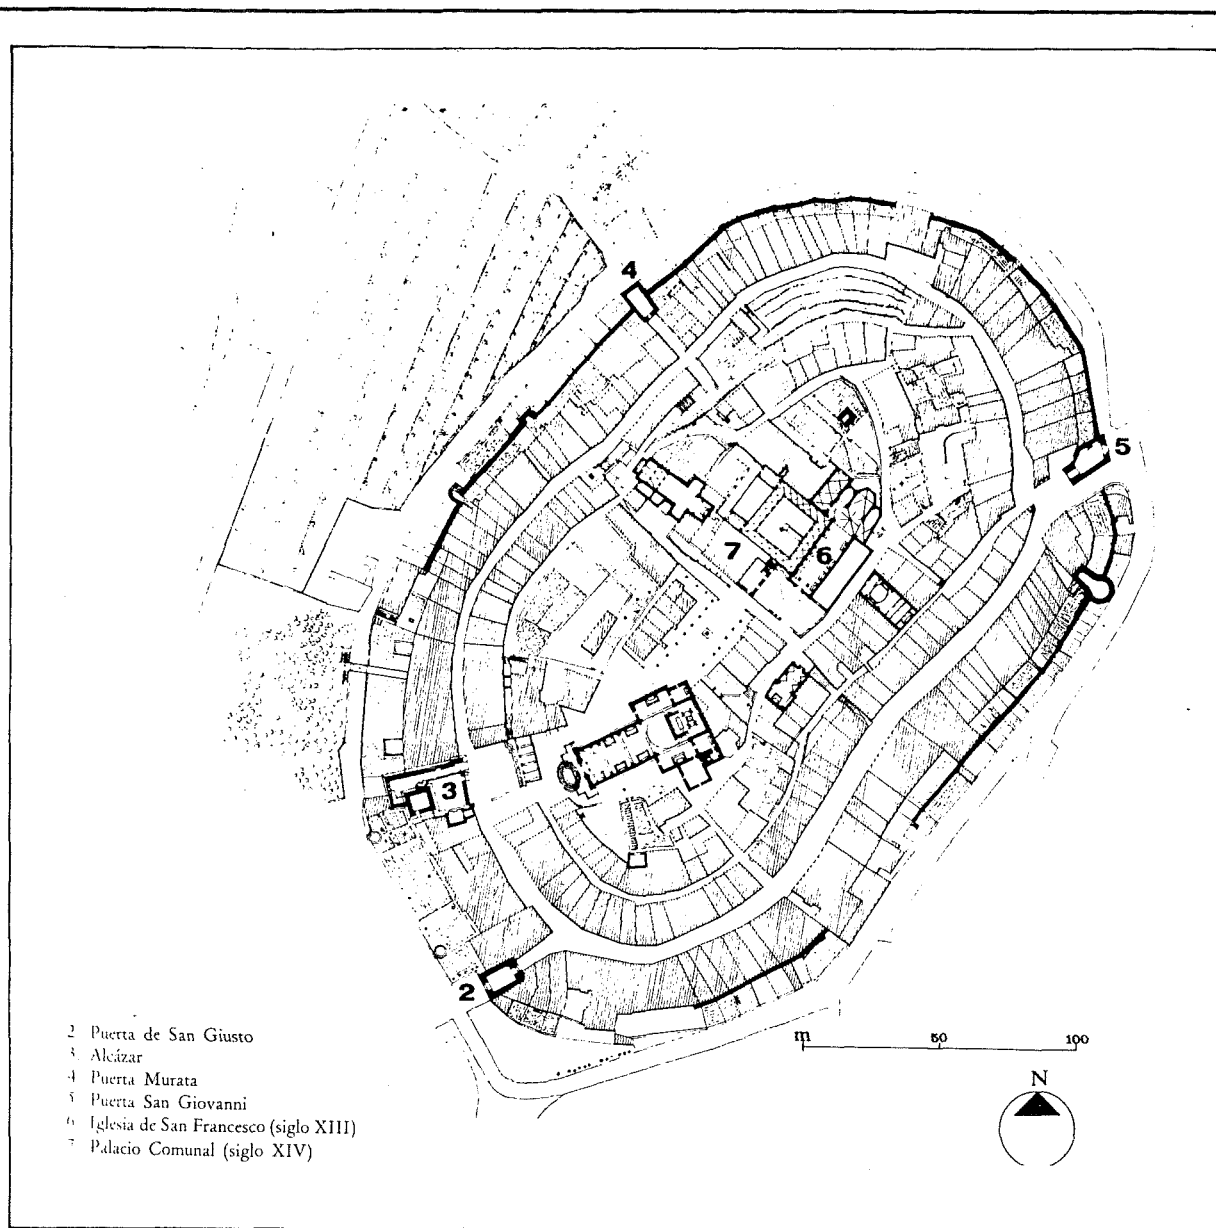 4
5
7
6
3
2
m 50 100
N
2 Puerta de San Giusto
3 Alcázar
4 Puerta Murata
5 Puerta San Giovanni
6 Iglesia de San Francesco (siglo XIII)
7 Palacio Comunal (siglo XIV)